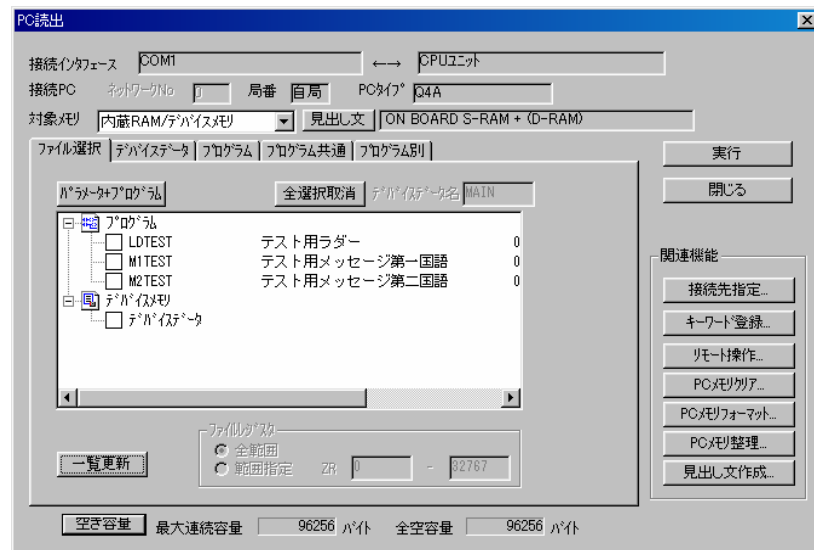 PC読出
接続インタフェース COM1 ←→ CPUユニット
接続PC ネットワークNo 0 局番 自局 PCタイプ Q4A
対象メモリ 内蔵RAM/デバイスメモリ 見出し文 ON BOARD S-RAM + (D-RAM)
ファイル選択 デバイスデータ プログラム プログラム共通 プログラム別
実行
閉じる
パラメータ+プログラム 全選択取消 デバイスデータ名 MAIN
プログラム
LDTEST テスト用ラダー 0
M1TEST テスト用メッセージ第一国語 0
M2TEST テスト用メッセージ第二国語 0
デバイスメモリ
デバイスデータ
関連機能
接続先指定...
キーワード登録...
リモート操作...
PCメモリクリア...
PCメモリフォーマット...
PCメモリ整理...
見出し文作成...
ファイルレジスタ
全範囲
範囲指定 ZR 0 - 32767
一覧更新
空き容量 最大連続容量 96256 バイト 全空容量 96256 バイト